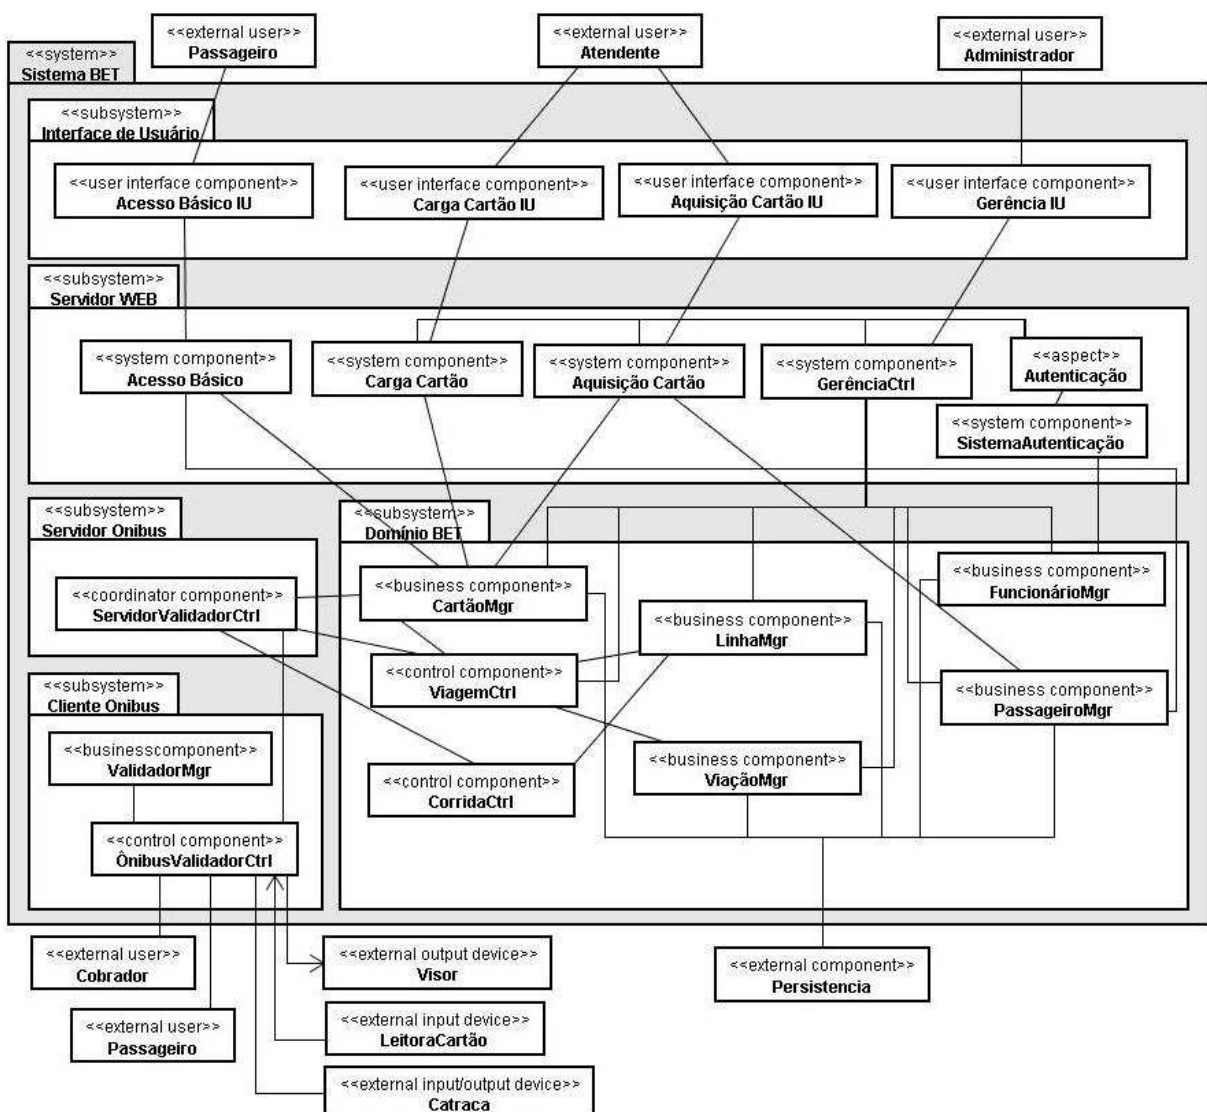 <<external user>>
Passageiro
<<external user>>
Atendente
<<external user>>
Administrador
<<system>>
Sistema BET
<<subsystem>>
Interface de Usuário
<<user interface component>>
Acesso Básico IU
<<user interface component>>
Carga Cartão IU
<<user interface component>>
Aquisição Cartão IU
<<user interface component>>
Gerência IU
<<subsystem>>
Servidor WEB
<<system component>>
Acesso Básico
<<system component>>
Carga Cartão
<<system component>>
Aquisição Cartão
<<system component>>
GerênciaCtrl
<<aspect>>
Autenticação
<<system component>>
SistemaAutenticação
<<subsystem>>
Servidor Onibus
<<coordinator component>>
ServidorValidadorCtrl
<<subsystem>>
Domínio BET
<<business component>>
CartãoMgr
<<business component>>
LinhaMgr
<<business component>>
FuncionárioMgr
<<control component>>
ViagemCtrl
<<business component>>
PassageiroMgr
<<business component>>
ViaçãoMgr
<<control component>>
CorridaCtrl
<<subsystem>>
Cliente Onibus
<<businesscomponent>>
ValidadorMgr
<<control component>>
ÔnibusValidadorCtrl
<<external user>>
Cobrador
<<external output device>>
Visor
<<external component>>
Persistencia
<<external user>>
Passageiro
<<external input device>>
LeitoraCartão
<<external input/output device>>
Catraca